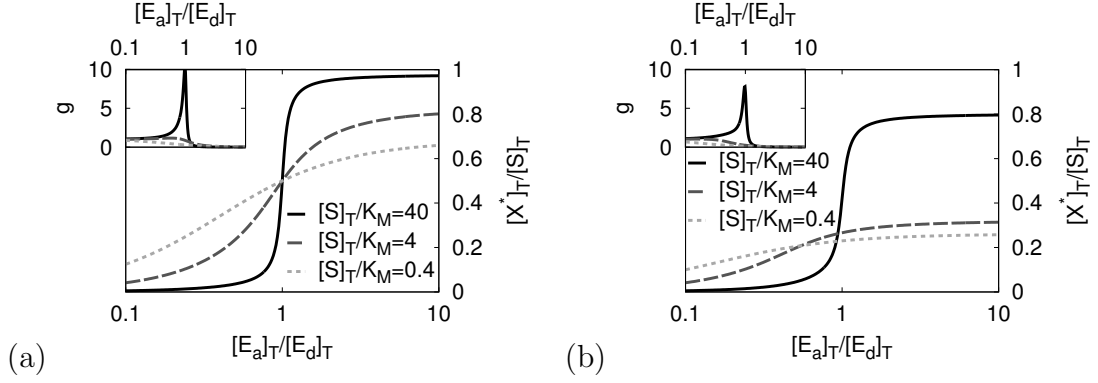 [E_a]_T/[E_d]_T
0.1 1 10
10
5
0
g
1
0.8
0.6
0.4
0.2
0
[X^*]_T/[S]_T
[S]_T/K_M=40
[S]_T/K_M=4
[S]_T/K_M=0.4
0.1 1 10
[E_a]_T/[E_d]_T
(a)
[E_a]_T/[E_d]_T
0.1 1 10
10
5
0
g
1
0.8
0.6
0.4
0.2
0
[X^*]_T/[S]_T
[S]_T/K_M=40
[S]_T/K_M=4
[S]_T/K_M=0.4
0.1 1 10
[E_a]_T/[E_d]_T
(b)